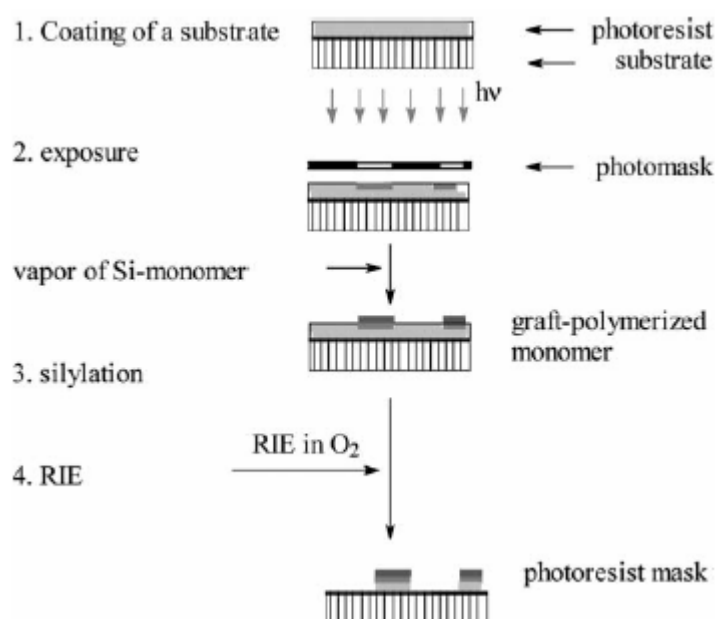 1. Coating of a substrate
photoresist
substrate
hν
2. exposure
photomask
vapor of Si-monomer
graft-polymerized
monomer
3. silylation
RIE in O₂
4. RIE
photoresist mask